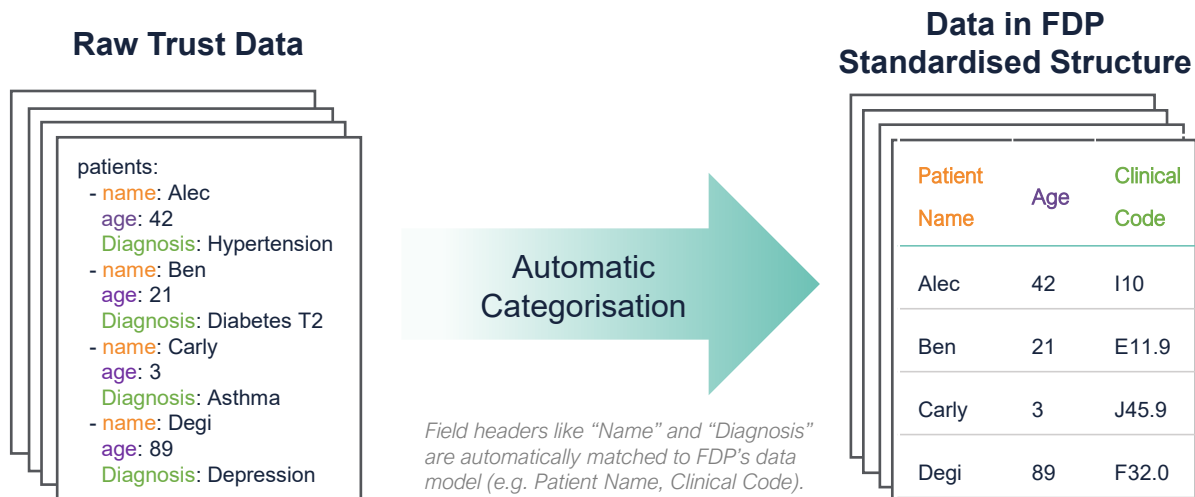 Raw Trust Data
patients:
- name: Alec
age: 42
Diagnosis: Hypertension
- name: Ben
age: 21
Diagnosis: Diabetes T2
- name: Carly
age: 3
Diagnosis: Asthma
- name: Degi
age: 89
Diagnosis: Depression
Automatic
Categorisation
Field headers like “Name” and “Diagnosis”
are automatically matched to FDP’s data
model (e.g. Patient Name, Clinical Code).
Data in FDP
Standardised Structure
Patient Name Age Clinical Code
Alec 42 I10
Ben 21 E11.9
Carly 3 J45.9
Degi 89 F32.0